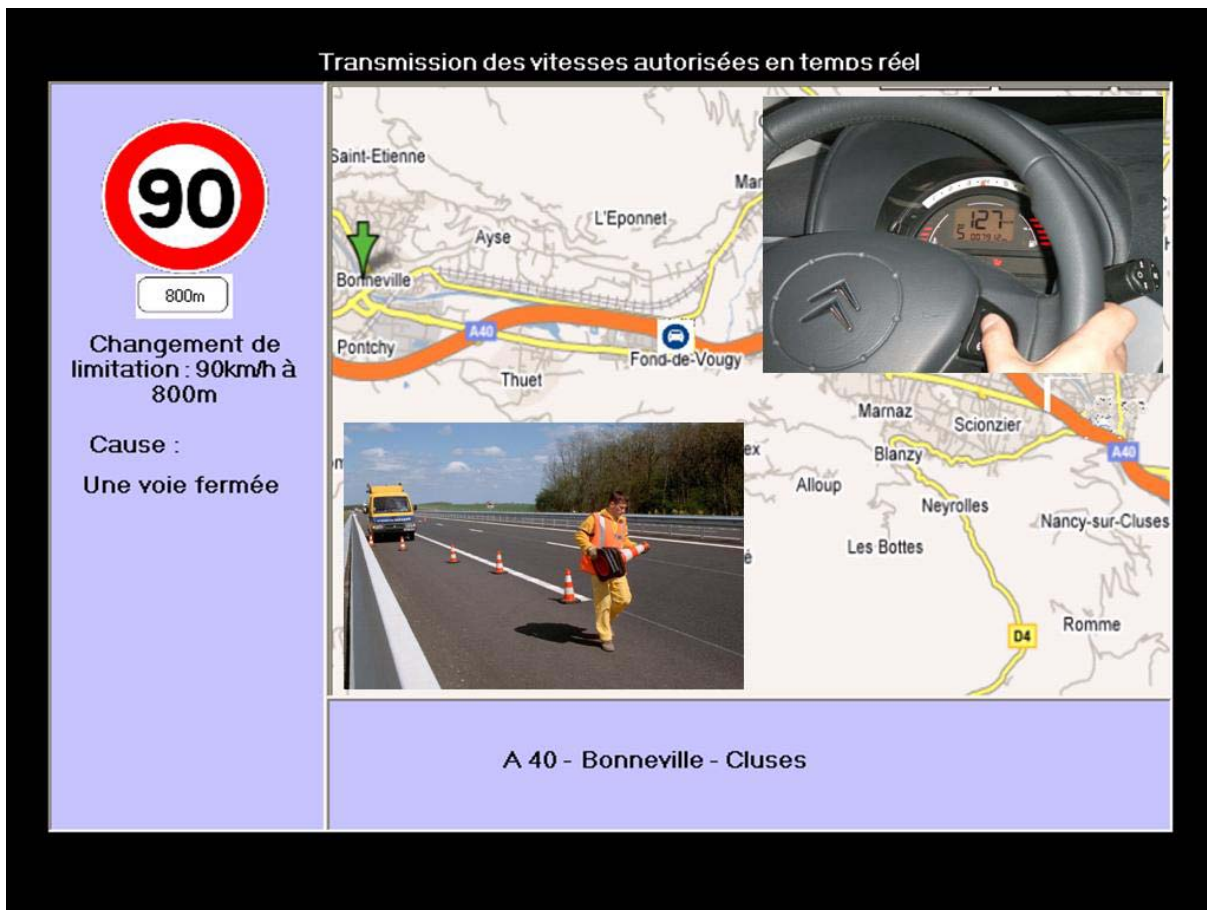 Transmission des vitesses autorisées en temps réel
90
800m
Changement de
limitation : 90km/h à
800m
Cause :
Une voie fermée
Saint-Etienne
Mar
L'Eponnet
Ayse
Bonneville
A40
Pontchy
Fond-de-Vougy
Thuet
127
Marnaz
Scionzier
Blanzy
A40
ex
Alloup
Neyrolles
Nancy-sur-Cluses
Les Bottes
é
Romme
D4
A 40 - Bonneville - Cluses